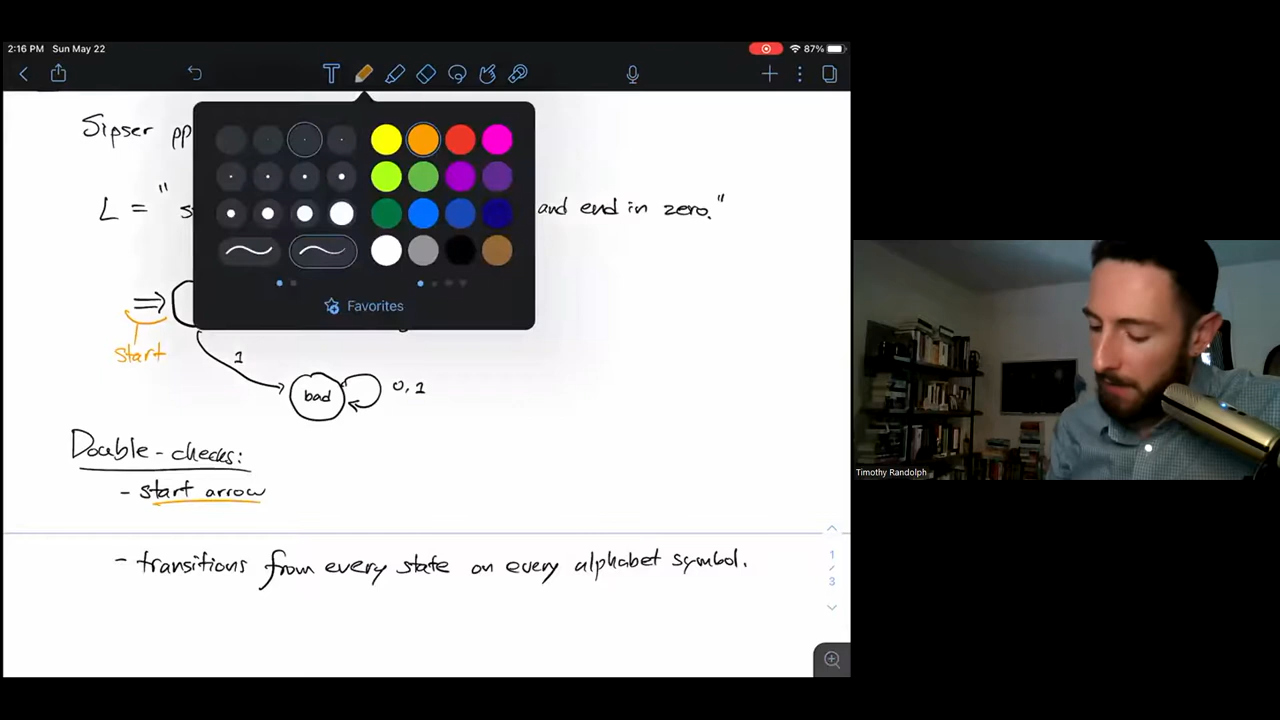 2:16 PM Sun May 22
87%
Sipser pp
L = " s
and end in zero."
Favorites
start
1
bad
0,1
Double-checks:
- start arrow
- transitions from every state on every alphabet symbol.
1
/
3
Timothy Randolph